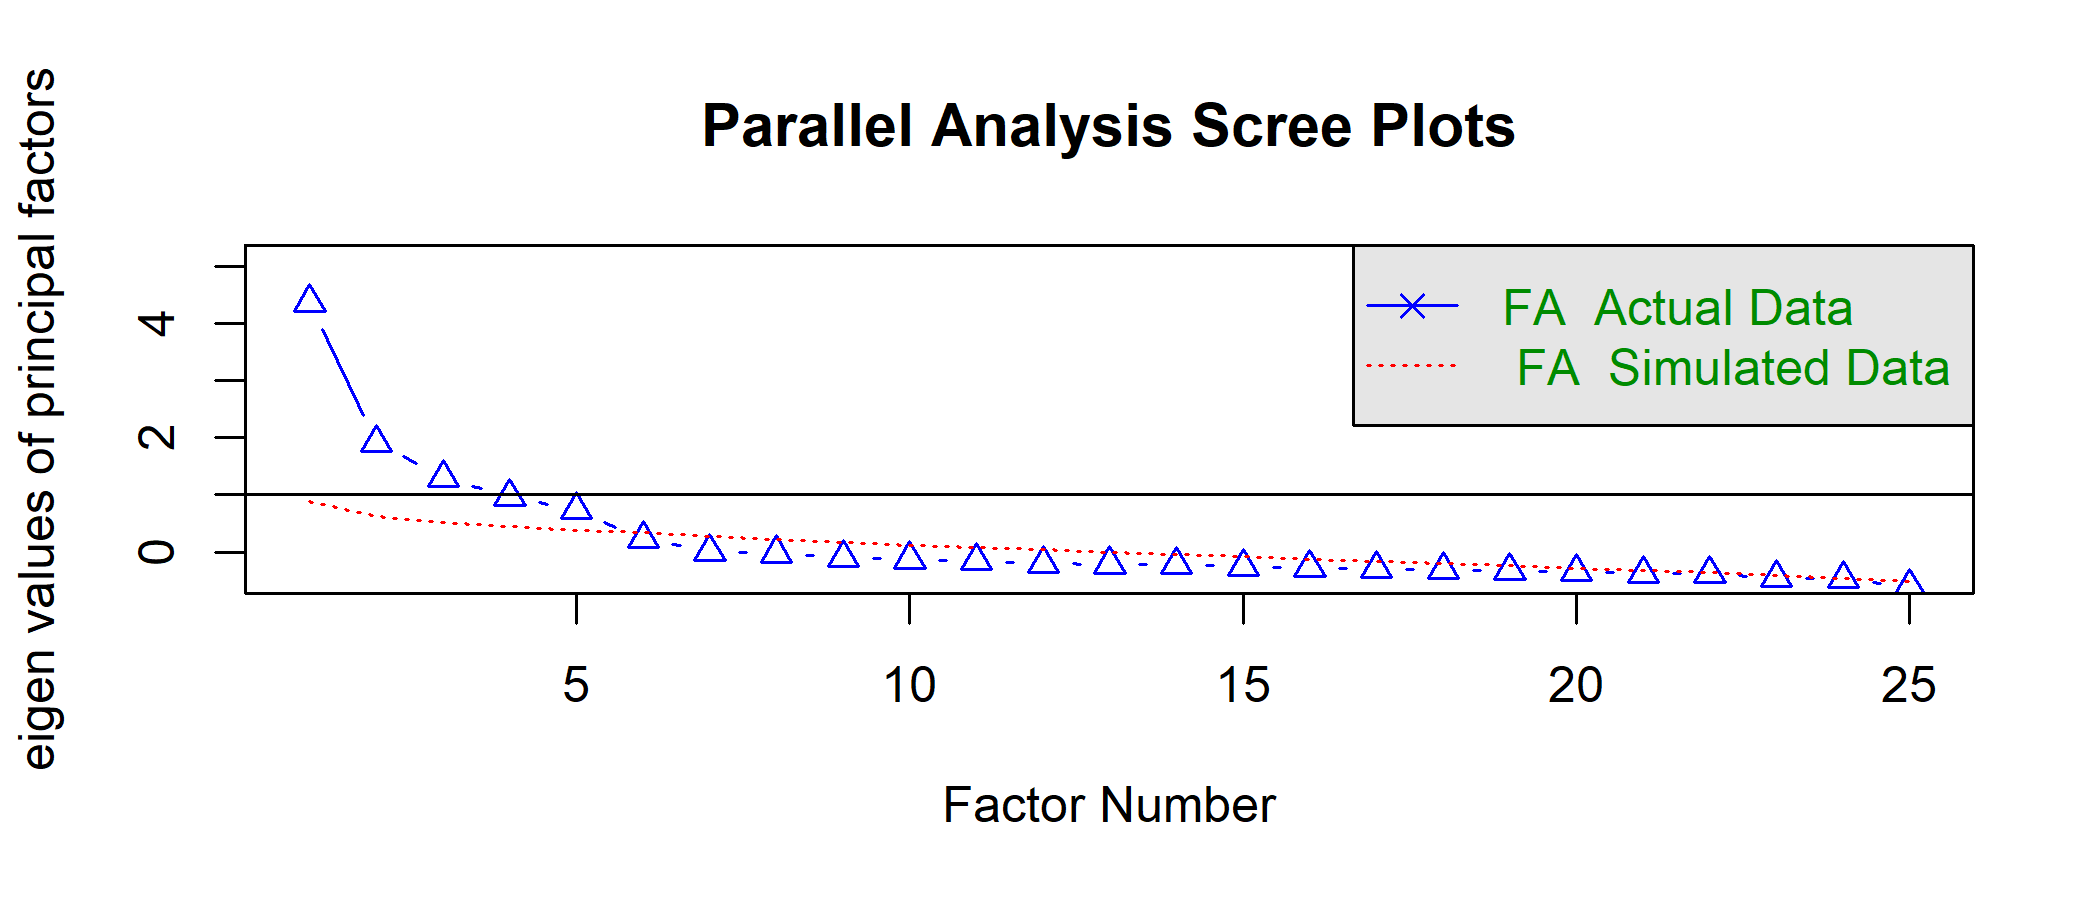 Parallel Analysis Scree Plots
eigen values of principal factors
4
2
0
FA  Actual Data
FA  Simulated Data
5 10 15 20 25
Factor Number